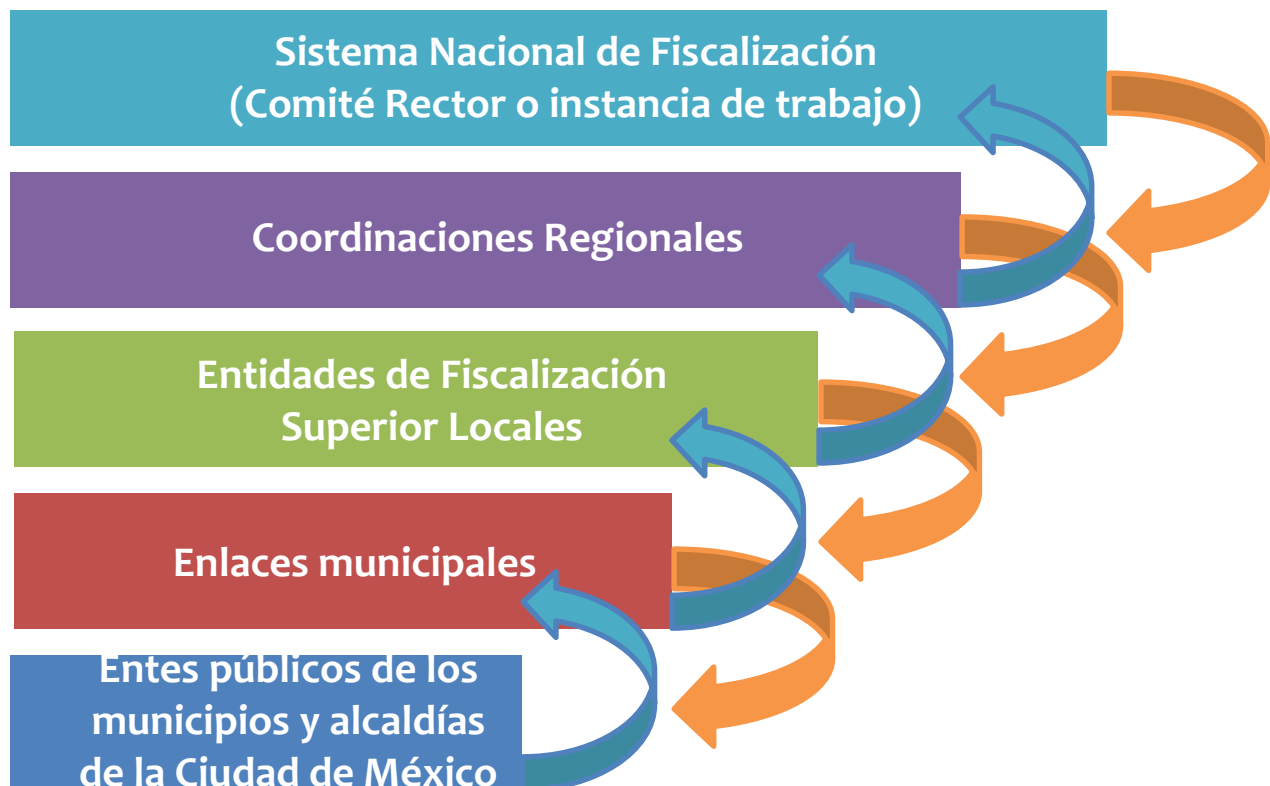 Sistema Nacional de Fiscalización
(Comité Rector o instancia de trabajo)
Coordinaciones Regionales
Entidades de Fiscalización
Superior Locales
Enlaces municipales
Entes públicos de los
municipios y alcaldías
de la Ciudad de México